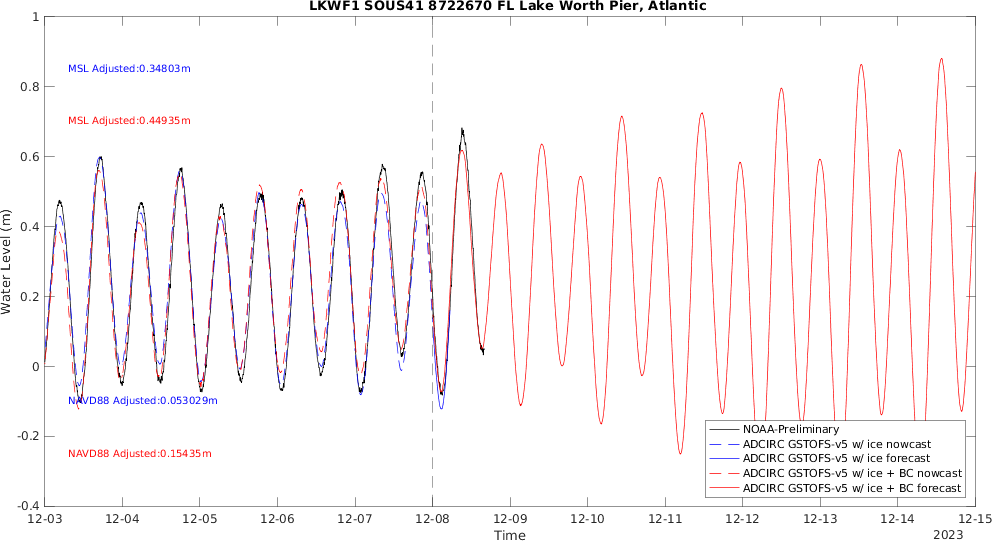 LKWF1 SOUS41 8722670 FL Lake Worth Pier, Atlantic
1
0.8
0.6
0.4
0.2
0
-0.2
-0.4
Water Level (m)
MSL Adjusted:0.34803m
MSL Adjusted:0.44935m
NAVD88 Adjusted:0.053029m
NAVD88 Adjusted:0.15435m
NOAA-Preliminary
ADCIRC GSTOFS-v5 w/ ice nowcast
ADCIRC GSTOFS-v5 w/ ice forecast
ADCIRC GSTOFS-v5 w/ ice + BC nowcast
ADCIRC GSTOFS-v5 w/ ice + BC forecast
12-03 12-04 12-05 12-06 12-07 12-08 12-09 12-10 12-11 12-12 12-13 12-14 12-15
Time
2023